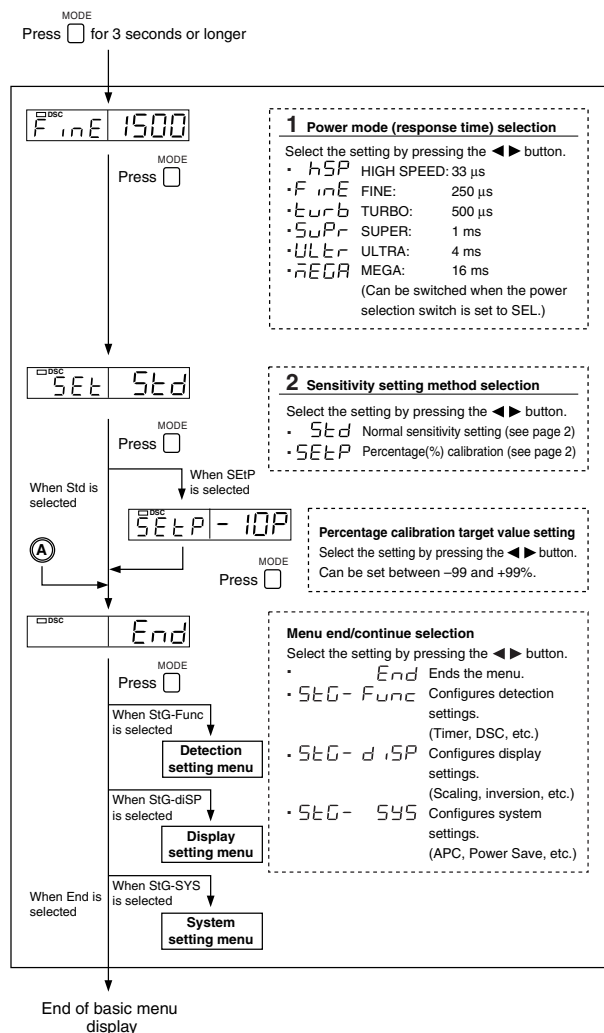 MODE
Press for 3 seconds or longer
DSC
FinE 1500
MODE
Press
1 Power mode (response time) selection
Select the setting by pressing the ◀ ▶ button.
· hSP HIGH SPEED: 33 μs
· FinE FINE: 250 μs
· turb TURBO: 500 μs
· SuPr SUPER: 1 ms
· ULtr ULTRA: 4 ms
· mEGA MEGA: 16 ms
(Can be switched when the power
selection switch is set to SEL.)
DSC
SEt Std
MODE
Press
2 Sensitivity setting method selection
Select the setting by pressing the ◀ ▶ button.
· Std Normal sensitivity setting (see page 2)
· SEtP Percentage(%) calibration (see page 2)
When Std is
selected
When SEtP
is selected
DSC
SEtP - 10P
MODE
Press
Percentage calibration target value setting
Select the setting by pressing the ◀ ▶ button.
Can be set between –99 and +99%.
A
DSC
End
MODE
Press
Menu end/continue selection
Select the setting by pressing the ◀ ▶ button.
· End Ends the menu.
· StG- Func Configures detection
settings.
(Timer, DSC, etc.)
· StG- diSP Configures display
settings.
(Scaling, inversion, etc.)
· StG- SYS Configures system
settings.
(APC, Power Save, etc.)
When StG-Func
is selected
Detection
setting menu
When StG-diSP
is selected
Display
setting menu
When End is
selected
When StG-SYS
is selected
System
setting menu
End of basic menu
display